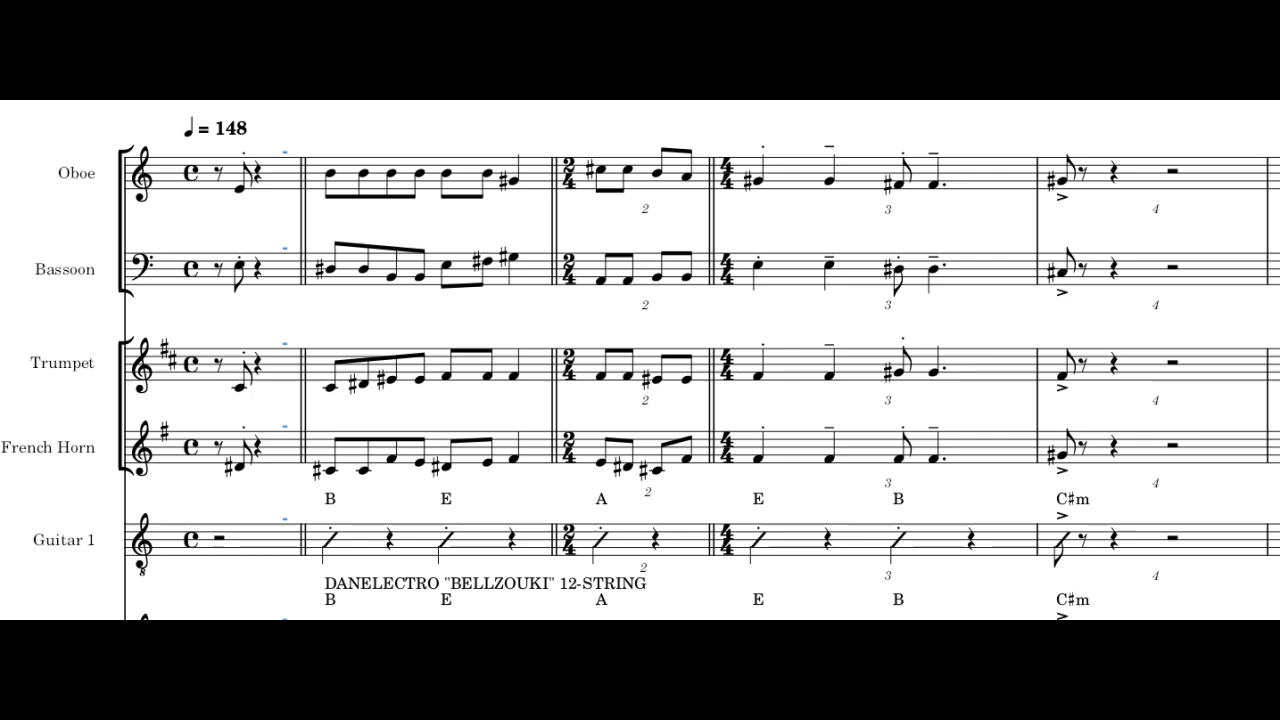 ♩ = 148
Oboe
2 3 4
Bassoon
2 3 4
Trumpet
2 3 4
French Horn
2 3 4
B E A E B C♯m
Guitar 1
2 3 4
DANELECTRO "BELLZOUKI" 12-STRING
B E A E B C♯m